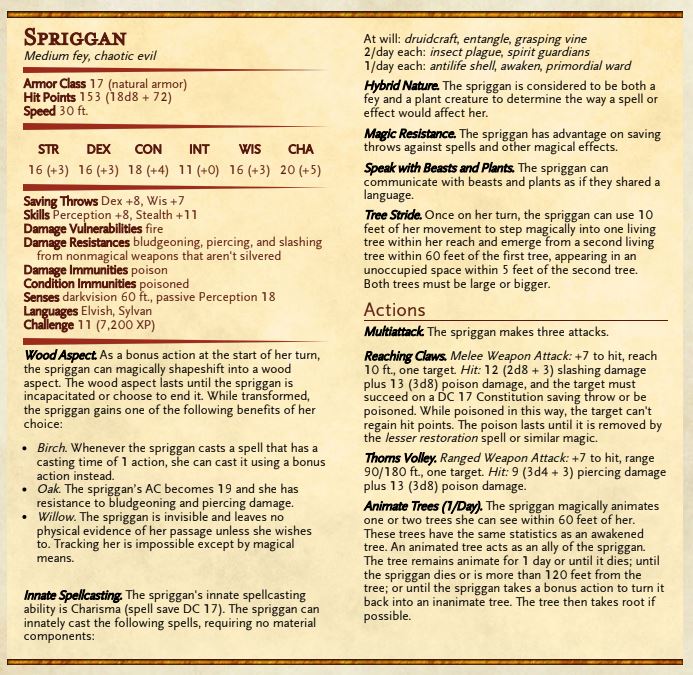 SPRIGGAN
Medium fey, chaotic evil
Armor Class 17 (natural armor)
Hit Points 153 (18d8 + 72)
Speed 30 ft.
STR DEX CON INT WIS CHA
16 (+3) 16 (+3) 18 (+4) 11 (+0) 16 (+3) 20 (+5)
Saving Throws Dex +8, Wis +7
Skills Perception +8, Stealth +11
Damage Vulnerabilities fire
Damage Resistances bludgeoning, piercing, and slashing
from nonmagical weapons that aren't silvered
Damage Immunities poison
Condition Immunities poisoned
Senses darkvision 60 ft., passive Perception 18
Languages Elvish, Sylvan
Challenge 11 (7,200 XP)
Wood Aspect. As a bonus action at the start of her turn,
the spriggan can magically shapeshift into a wood
aspect. The wood aspect lasts until the spriggan is
incapacitated or choose to end it. While transformed,
the spriggan gains one of the following benefits of her
choice:
• Birch. Whenever the spriggan casts a spell that has a
casting time of 1 action, she can cast it using a bonus
action instead.
• Oak. The spriggan's AC becomes 19 and she has
resistance to bludgeoning and piercing damage.
• Willow. The spriggan is invisible and leaves no
physical evidence of her passage unless she wishes
to. Tracking her is impossible except by magical
means.
Innate Spellcasting. The spriggan's innate spellcasting
ability is Charisma (spell save DC 17). The spriggan can
innately cast the following spells, requiring no material
components:
At will: druidcraft, entangle, grasping vine
2/day each: insect plague, spirit guardians
1/day each: antilife shell, awaken, primordial ward
Hybrid Nature. The spriggan is considered to be both a
fey and a plant creature to determine the way a spell or
effect would affect her.
Magic Resistance. The spriggan has advantage on saving
throws against spells and other magical effects.
Speak with Beasts and Plants. The spriggan can
communicate with beasts and plants as if they shared a
language.
Tree Stride. Once on her turn, the spriggan can use 10
feet of her movement to step magically into one living
tree within her reach and emerge from a second living
tree within 60 feet of the first tree, appearing in an
unoccupied space within 5 feet of the second tree.
Both trees must be large or bigger.
Actions
Multiattack. The spriggan makes three attacks.
Reaching Claws. Melee Weapon Attack: +7 to hit, reach
10 ft., one target. Hit: 12 (2d8 + 3) slashing damage
plus 13 (3d8) poison damage, and the target must
succeed on a DC 17 Constitution saving throw or be
poisoned. While poisoned in this way, the target can't
regain hit points. The poison lasts until it is removed by
the lesser restoration spell or similar magic.
Thorns Volley. Ranged Weapon Attack: +7 to hit, range
90/180 ft., one target. Hit: 9 (3d4 + 3) piercing damage
plus 13 (3d8) poison damage.
Animate Trees (1/Day). The spriggan magically animates
one or two trees she can see within 60 feet of her.
These trees have the same statistics as an awakened
tree. An animated tree acts as an ally of the spriggan.
The tree remains animate for 1 day or until it dies; until
the spriggan dies or is more than 120 feet from the
tree; or until the spriggan takes a bonus action to turn it
back into an inanimate tree. The tree then takes root if
possible.